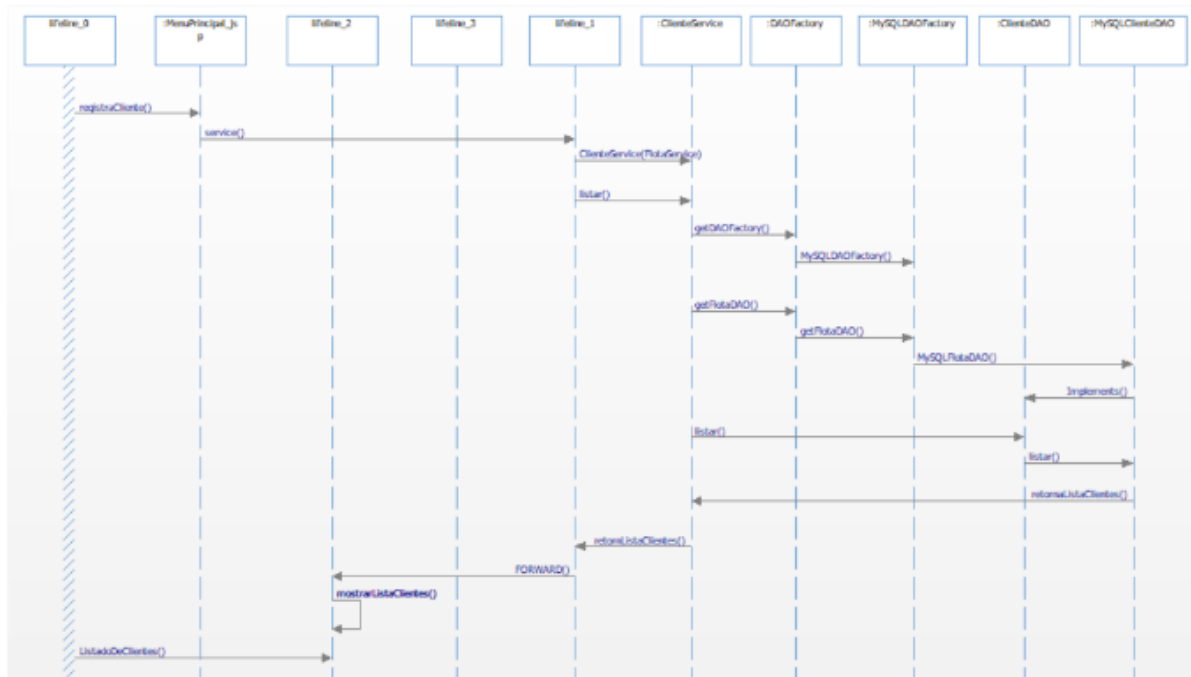 lifeline_0
:MenuPrincipal_js
p
lifeline_2
lifeline_3
lifeline_1
:ClienteService
:DAOFactory
:MySQLDAOFactory
:ClienteDAO
:MySQLClienteDAO
registraCliente()
service()
ClienteService(FlotaService)
listar()
getDAOFactory()
MySQLDAOFactory()
getFlotaDAO()
getFlotaDAO()
MySQLFlotaDAO()
Implements()
listar()
listar()
retornaListaClientes()
retornListaClientes()
FORWARD()
mostrarListaClientes()
ListadoDeClientes()